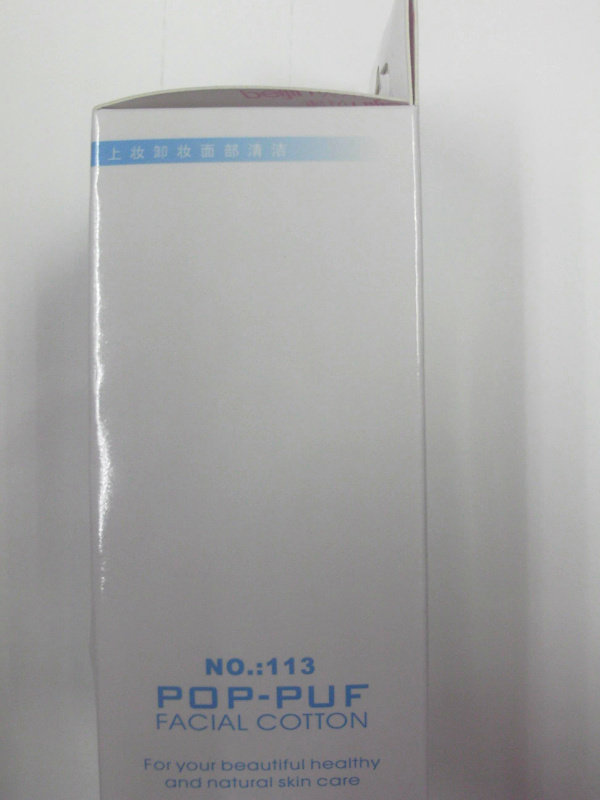 上妆卸妆面部清洁
NO.:113
POP-PUF
FACIAL COTTON
For your beautiful healthy
and natural skin care